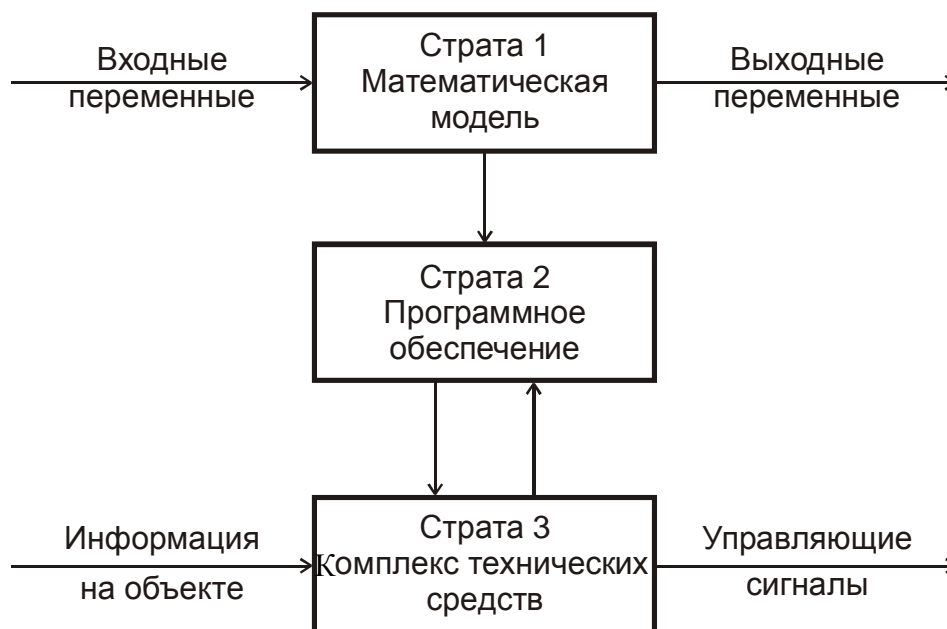 Страта 1
Математическая
модель
Входные
переменные
Выходные
переменные
Страта 2
Программное
обеспечение
Информация
на объекте
Страта 3
Комплекс технических
средств
Управляющие
сигналы